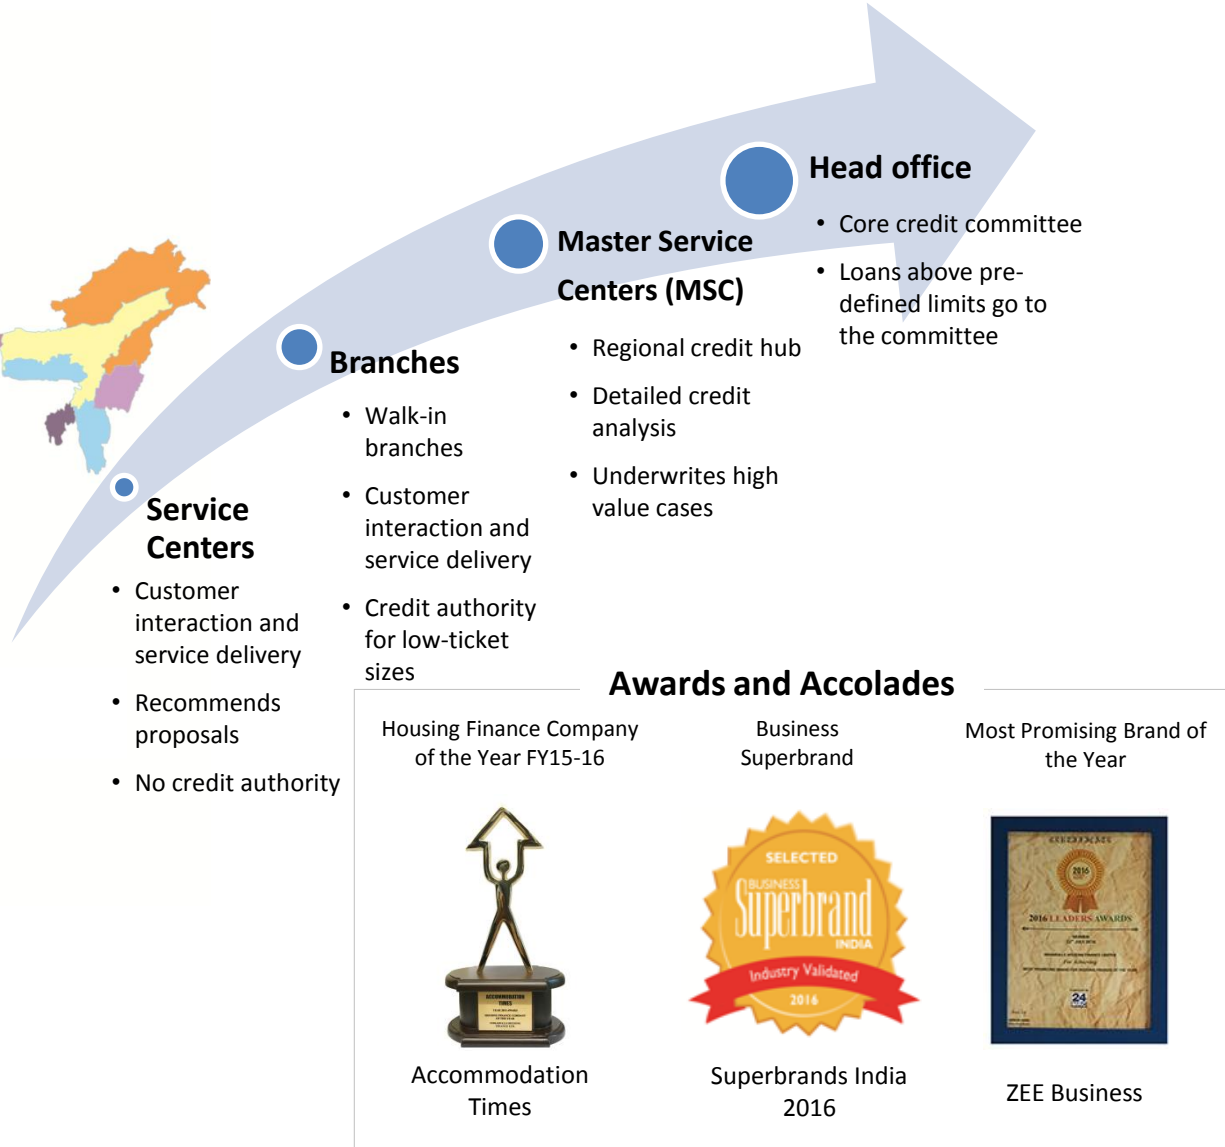 Head office
• Core credit committee
• Loans above pre-
defined limits go to
the committee
Master Service
Centers (MSC)
• Regional credit hub
• Detailed credit
analysis
• Underwrites high
value cases
Branches
• Walk-in
branches
• Customer
interaction and
service delivery
• Credit authority
for low-ticket
sizes
Service
Centers
• Customer
interaction and
service delivery
• Recommends
proposals
• No credit authority
Awards and Accolades
Housing Finance Company
of the Year FY15-16
ACCOMMODATION
TIMES
Accommodation
Times
Business
Superbrand
SELECTED
BUSINESS
Superbrand
INDIA
Industry Validated
2016
Superbrands India
2016
Most Promising Brand of
the Year
2016
2016 LEADERS AWARDS
24
ZEE Business